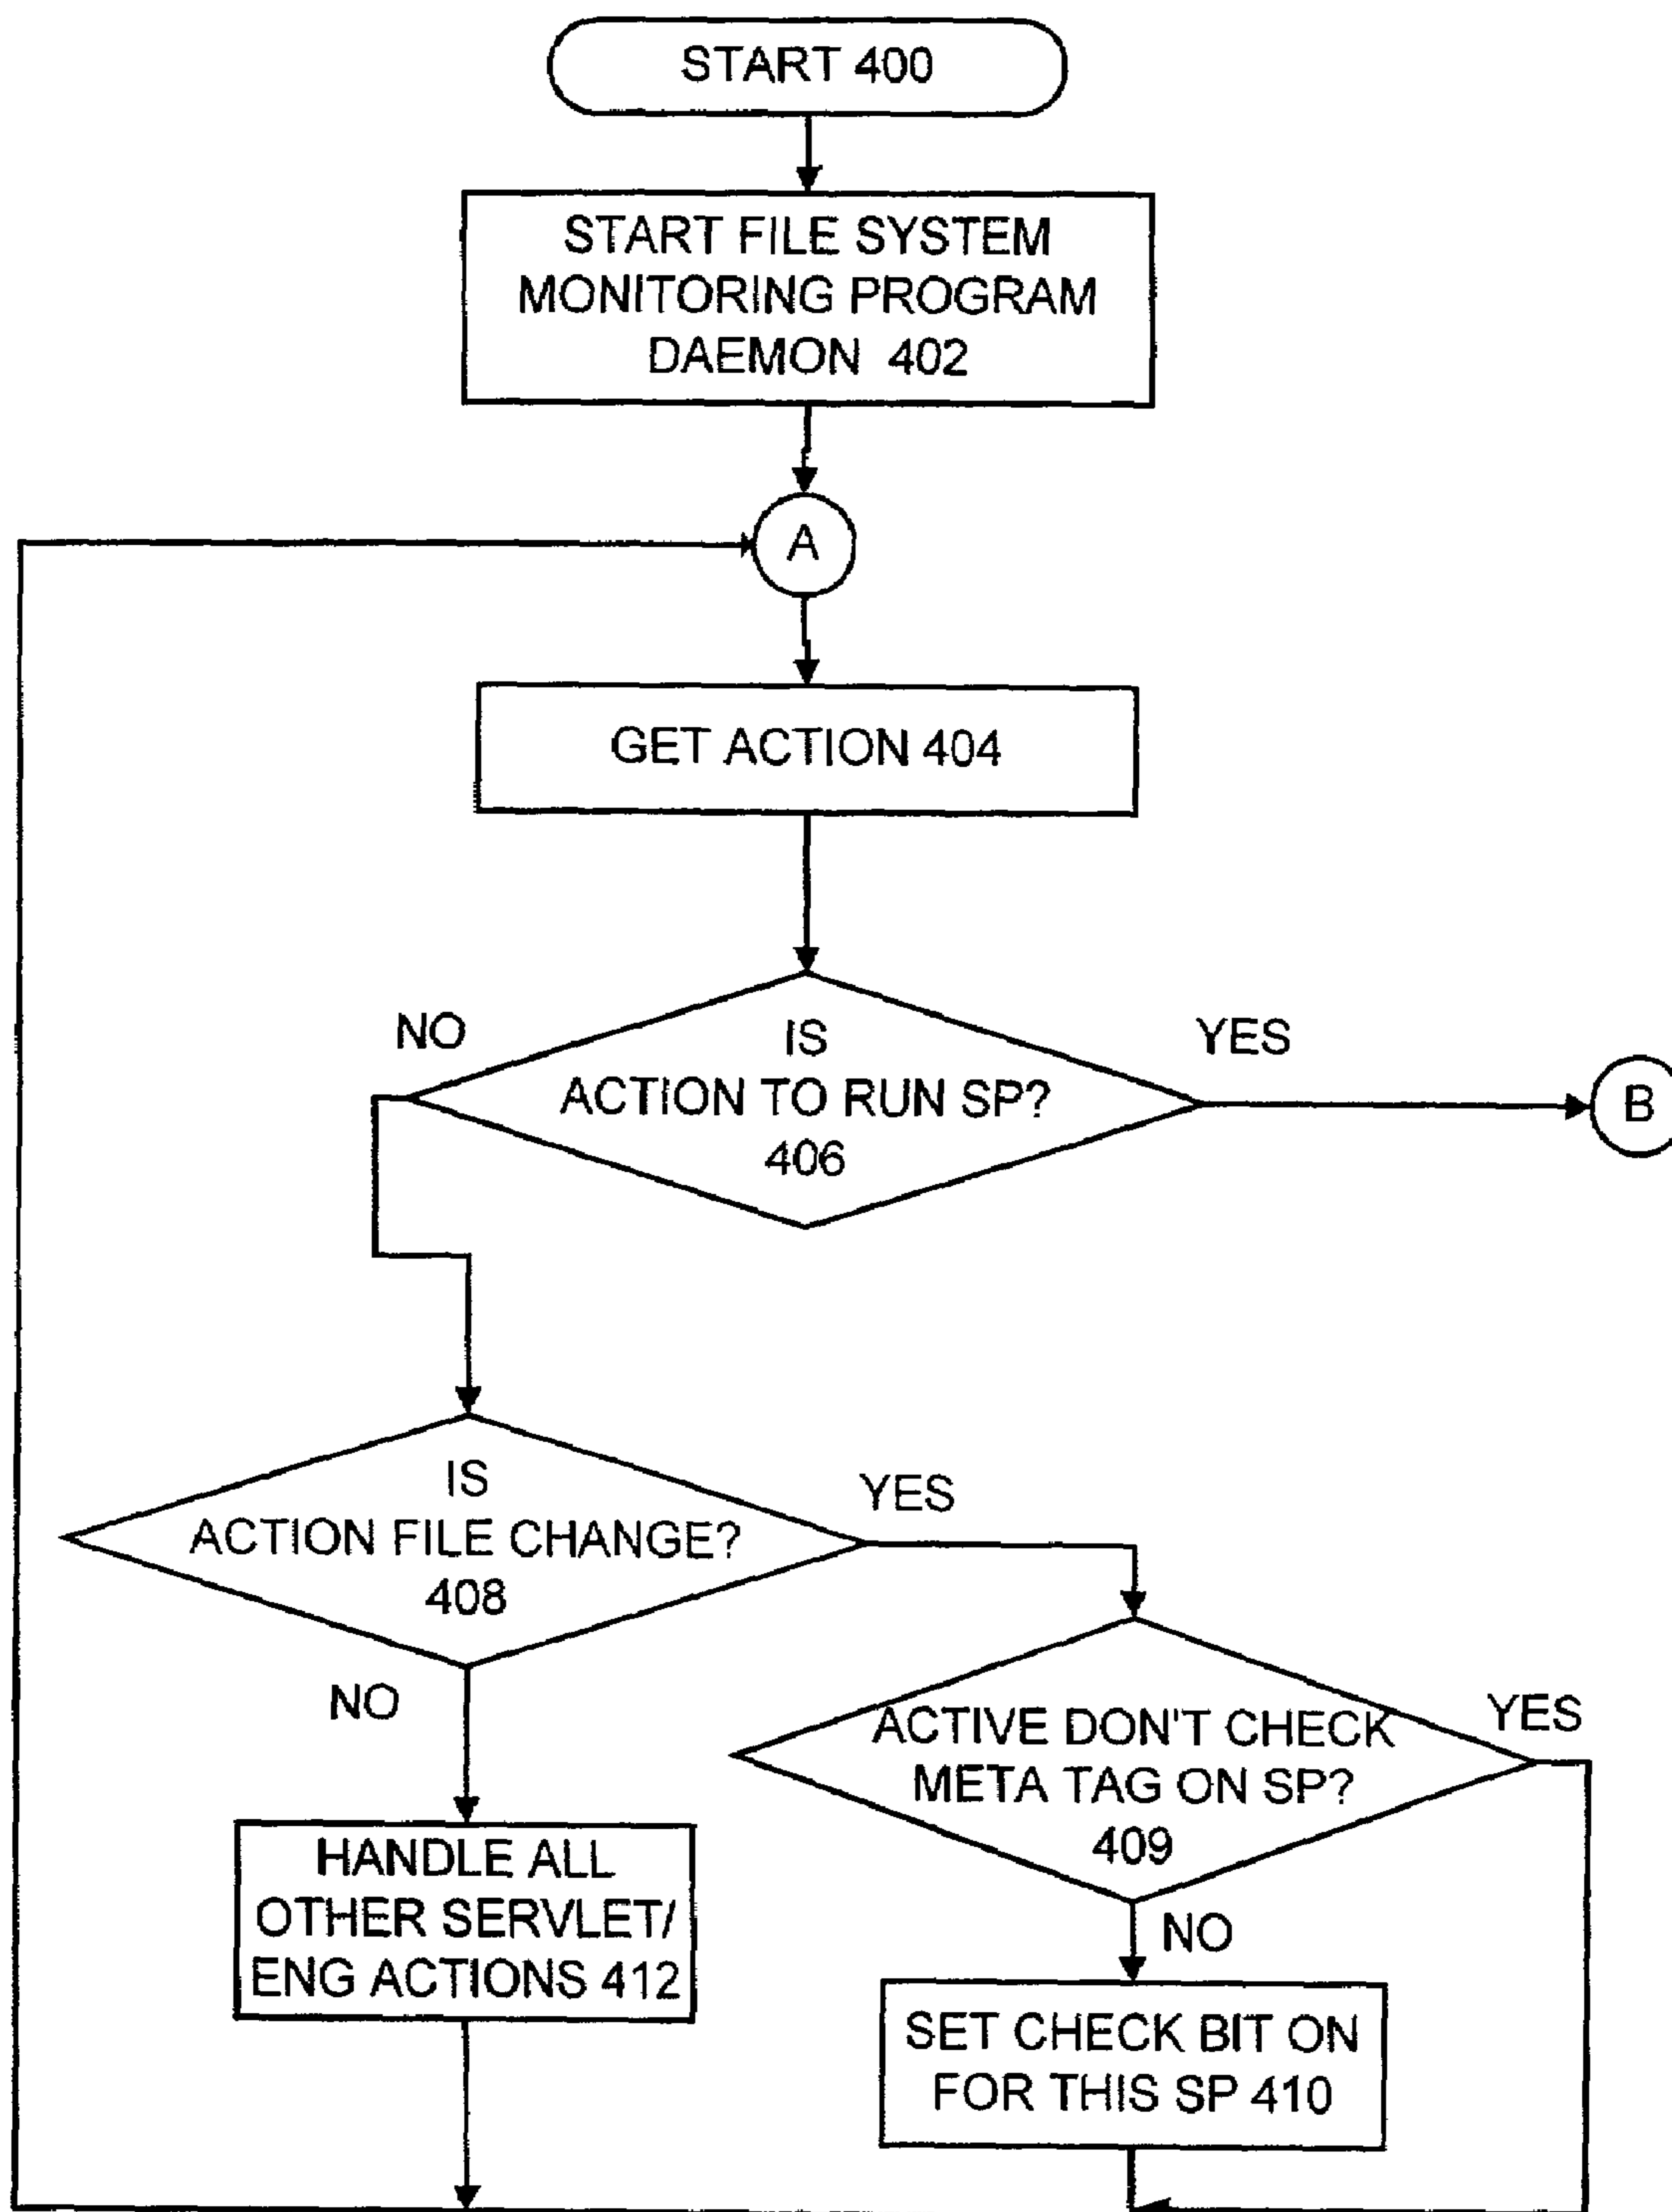 START 400
START FILE SYSTEM
MONITORING PROGRAM
DAEMON 402
A
GET ACTION 404
NO
YES
IS
ACTION TO RUN SP?
406
B
IS
ACTION FILE CHANGE?
408
YES
NO
ACTIVE DON'T CHECK
META TAG ON SP?
409
YES
HANDLE ALL
OTHER SERVLET/
ENG ACTIONS 412
NO
SET CHECK BIT ON
FOR THIS SP 410